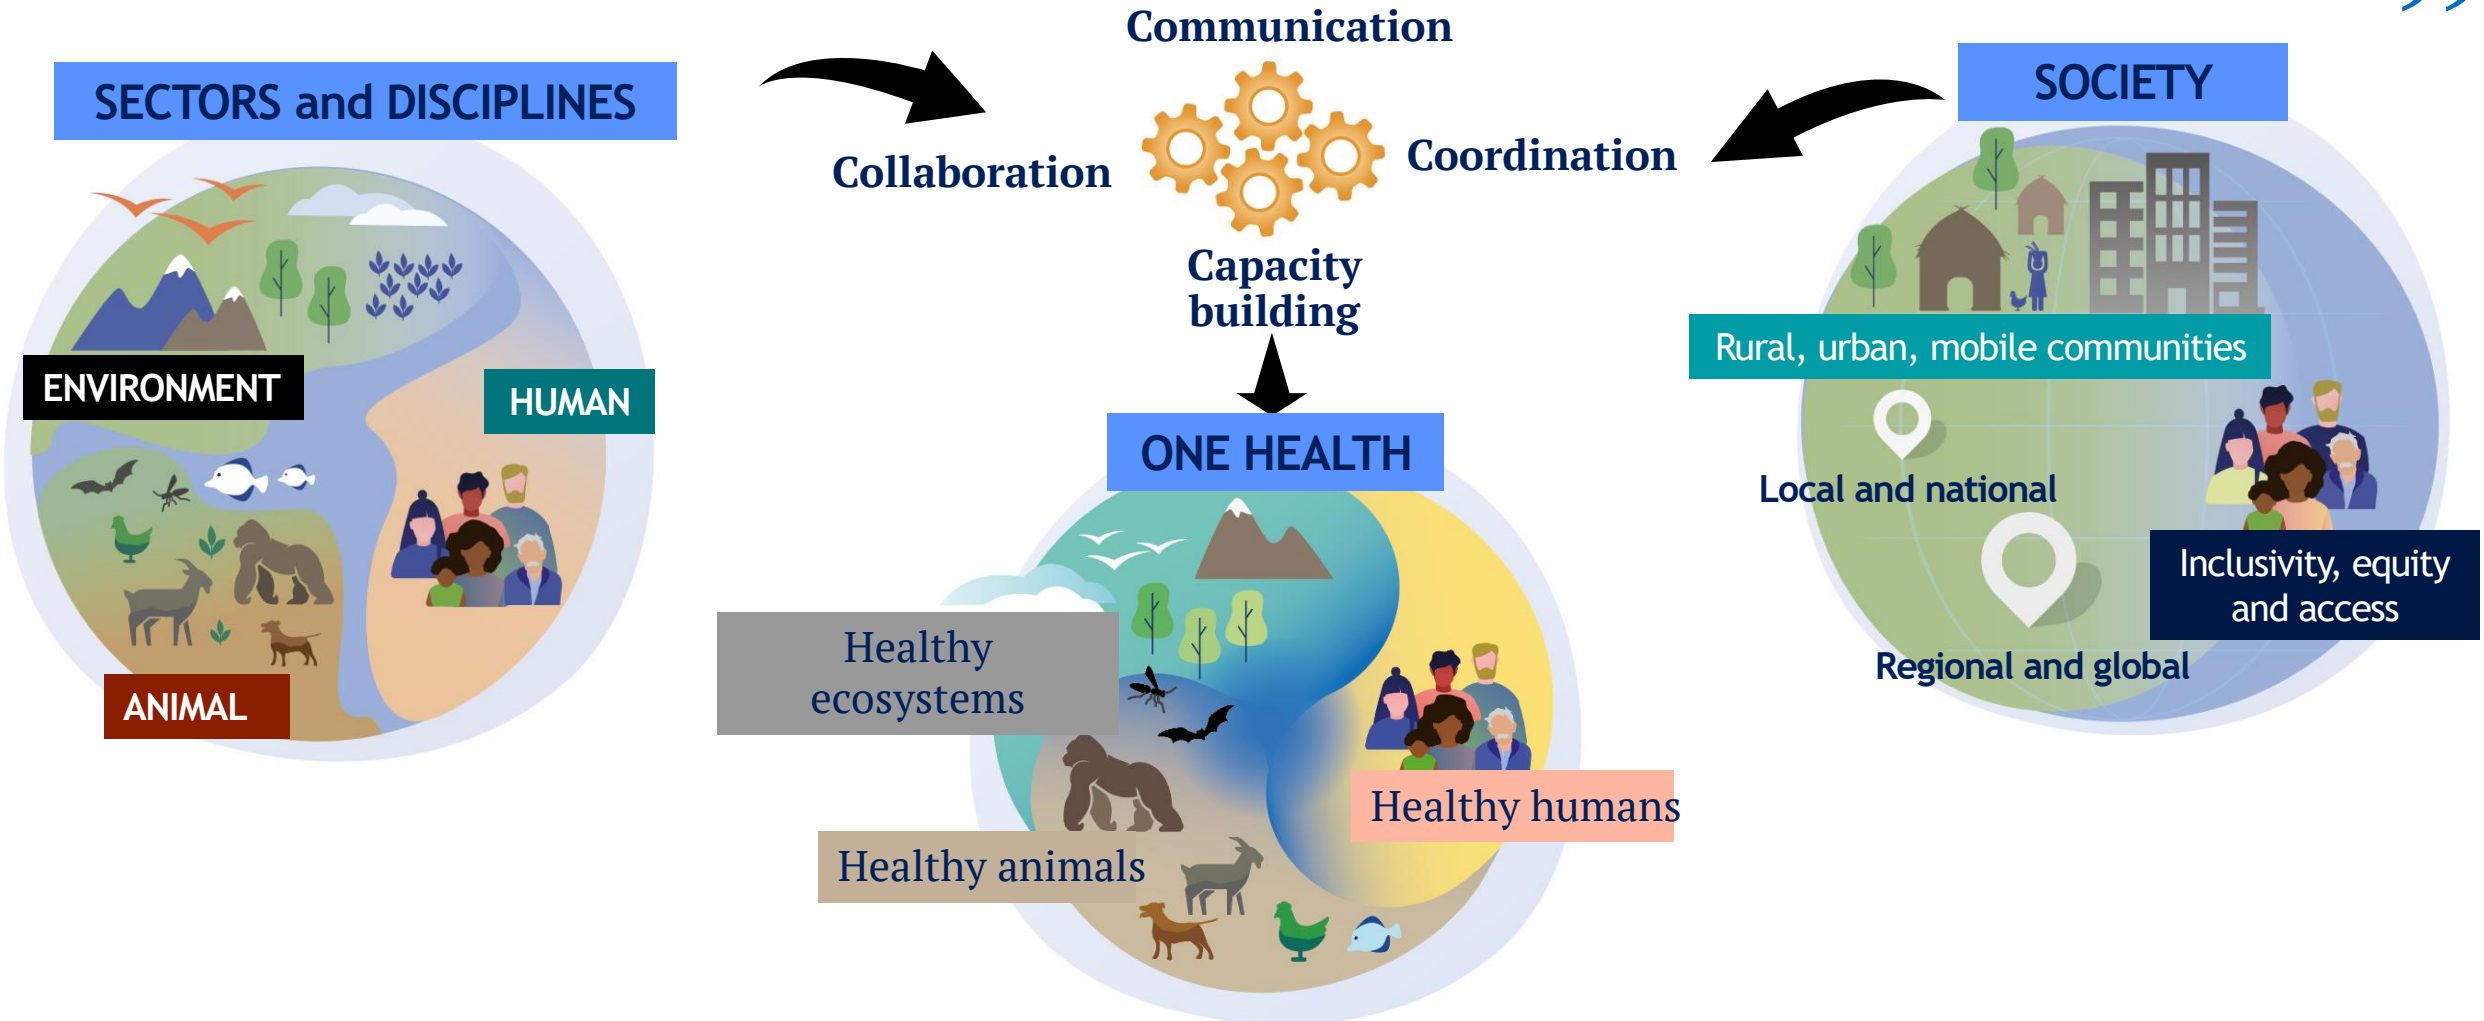 ”
SECTORS and DISCIPLINES
ENVIRONMENT
HUMAN
ANIMAL
Communication
Collaboration
Coordination
Capacity
building
ONE HEALTH
Healthy
ecosystems
Healthy humans
Healthy animals
SOCIETY
Rural, urban, mobile communities
Local and national
Inclusivity, equity
and access
Regional and global